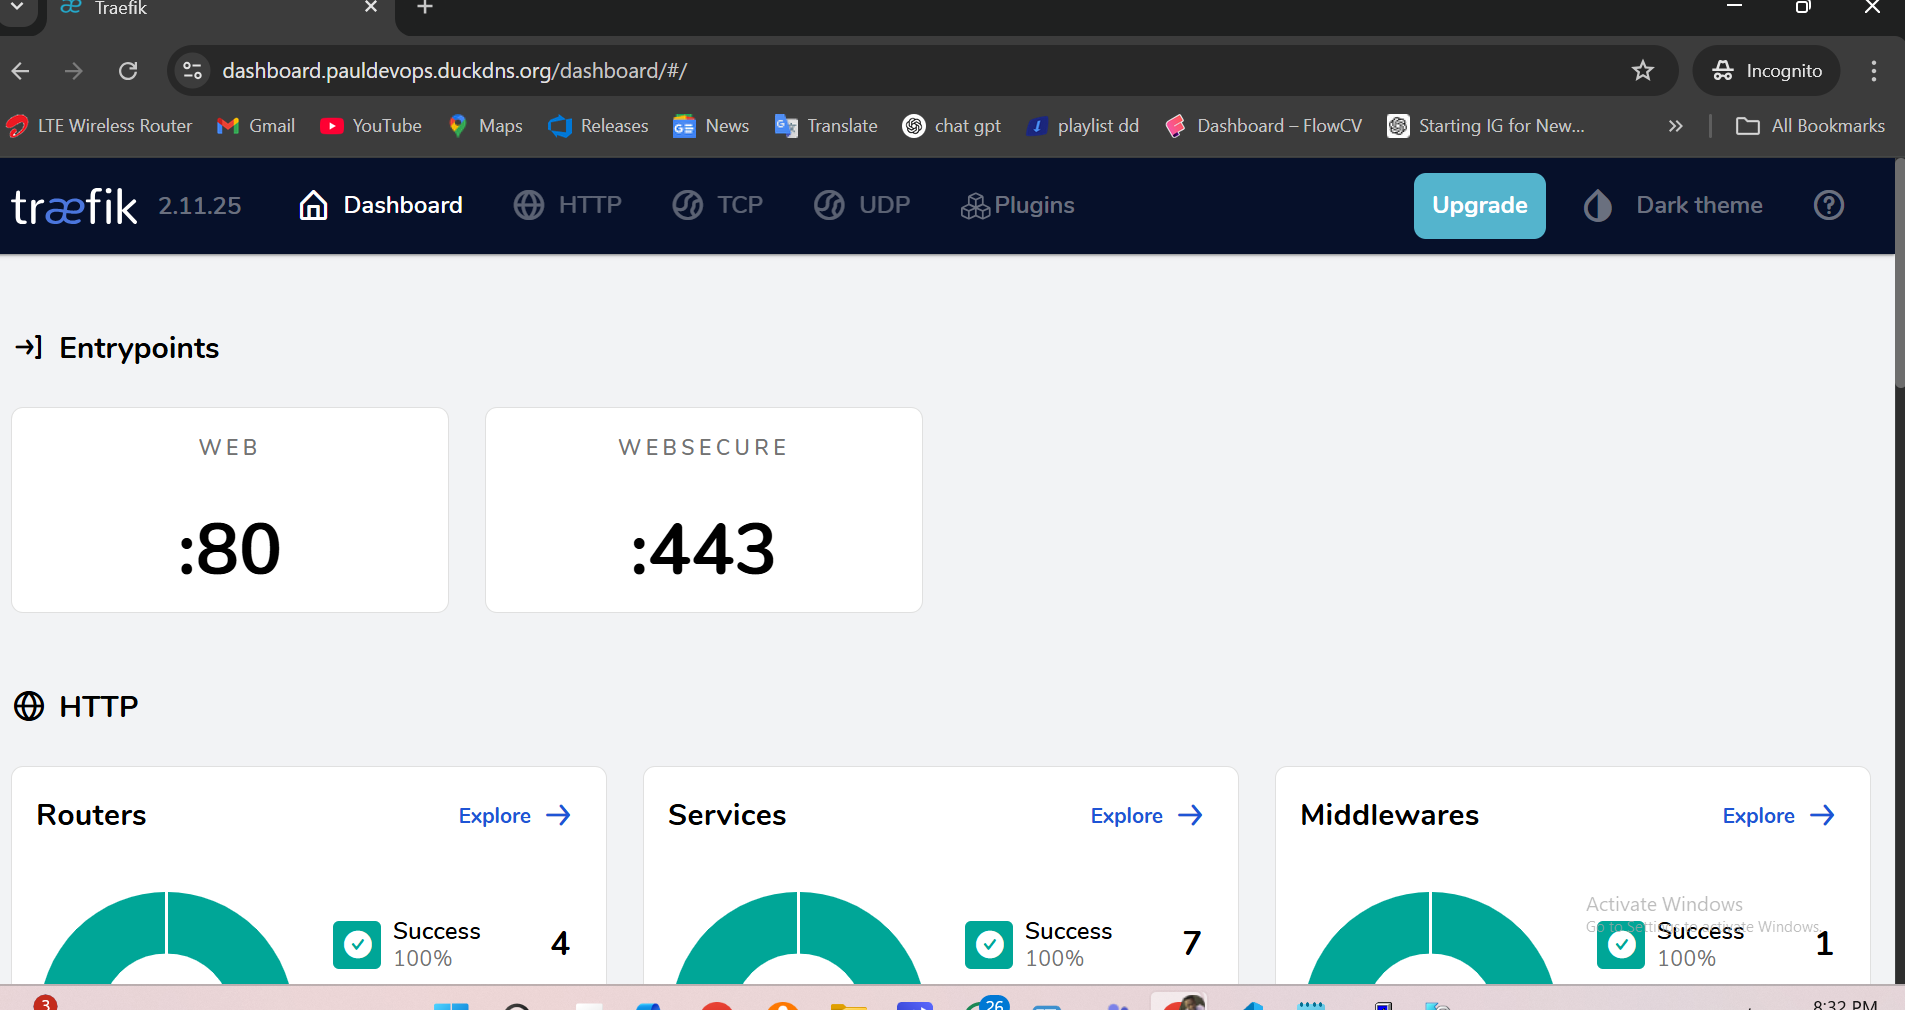 Traefik
dashboard.pauldevops.duckdns.org/dashboard/#/
Incognito
LTE Wireless Router
Gmail
YouTube
Maps
Releases
News
Translate
chat gpt
playlist dd
Dashboard – FlowCV
Starting IG for New...
All Bookmarks
træfik 2.11.25
Dashboard
HTTP
TCP
UDP
Plugins
Upgrade
Dark theme
Entrypoints
WEB
:80
WEBSECURE
:443
HTTP
Routers
Explore
Success
100%
4
Services
Explore
Success
100%
7
Middlewares
Explore
Success
100%
1
Activate Windows
Go to Settings to activate Windows.
3
26
8:32 PM